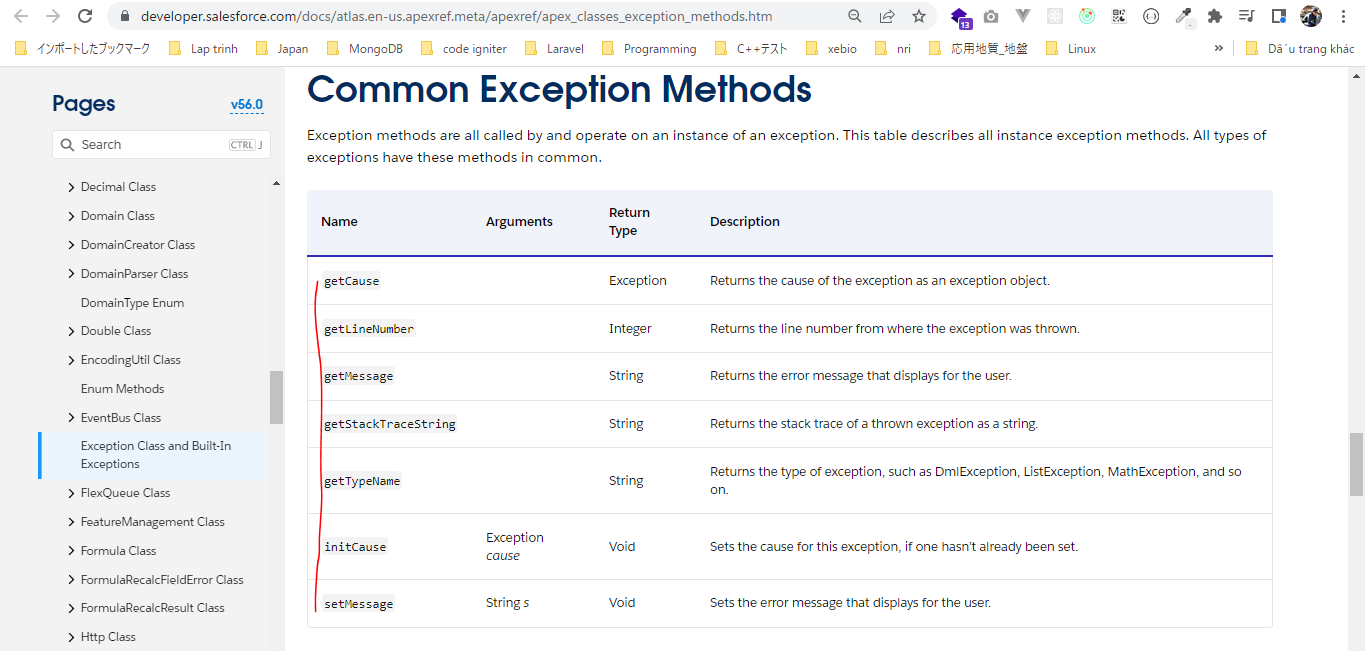 developer.salesforce.com/docs/atlas.en-us.apexref.meta/apexref/apex_classes_exception_methods.htm
13
インポートしたブックマーク Lap trinh Japan MongoDB code igniter Laravel Programming C++テスト xebio nri 応用地質_地盤 Linux » Dấu trang khác
Pages
v56.0
Search CTRL J
Decimal Class
Domain Class
DomainCreator Class
DomainParser Class
DomainType Enum
Double Class
EncodingUtil Class
Enum Methods
EventBus Class
Exception Class and Built-In
Exceptions
FlexQueue Class
FeatureManagement Class
Formula Class
FormulaRecalcFieldError Class
FormulaRecalcResult Class
Http Class
Common Exception Methods
Exception methods are all called by and operate on an instance of an exception. This table describes all instance exception methods. All types of
exceptions have these methods in common.
Name Arguments Return Type Description
getCause Exception Returns the cause of the exception as an exception object.
getLineNumber Integer Returns the line number from where the exception was thrown.
getMessage String Returns the error message that displays for the user.
getStackTraceString String Returns the stack trace of a thrown exception as a string.
getTypeName String Returns the type of exception, such as DmlException, ListException, MathException, and so
on.
initCause Exception cause Void Sets the cause for this exception, if one hasn't already been set.
setMessage String s Void Sets the error message that displays for the user.